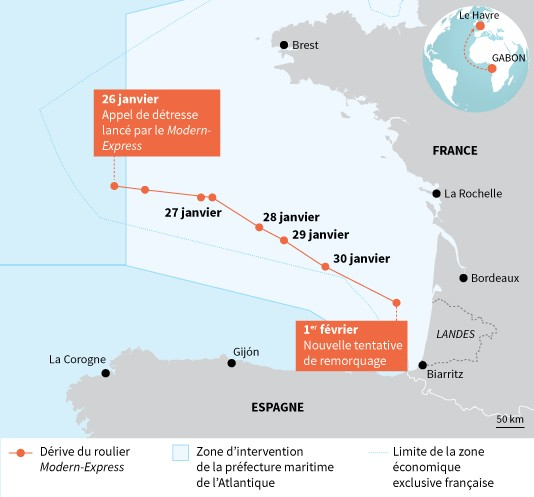 Le Havre
GABON
Brest
26 janvier
Appel de détresse
lancé par le Modern-
Express
FRANCE
La Rochelle
27 janvier
28 janvier
29 janvier
30 janvier
Bordeaux
1er février
Nouvelle tentative
de remorquage
LANDES
La Corogne
Gijón
Biarritz
ESPAGNE
50 km
Dérive du roulier
Modern-Express
Zone d'intervention
de la préfecture maritime
de l'Atlantique
Limite de la zone
économique
exclusive française